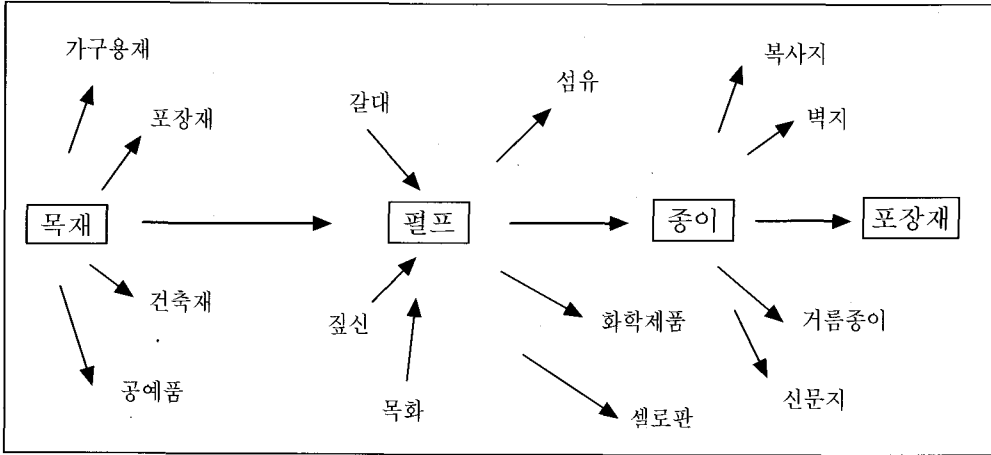 가구용재
포장재
목재
건축재
공예품
갈대
펄프
짚신
목화
섬유
화학제품
셀로판
종이
복사지
벽지
거름종이
신문지
포장재